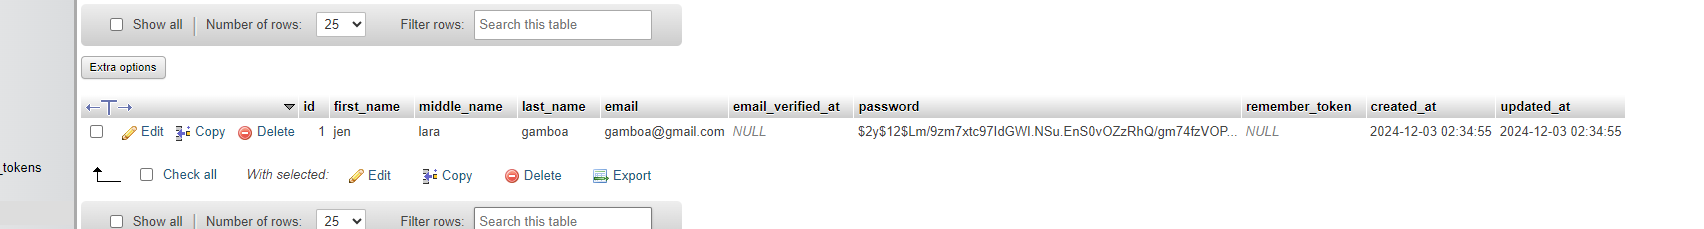 Show all Number of rows: 25 Filter rows: Search this table
Extra options
id first_name middle_name last_name email email_verified_at password remember_token created_at updated_at
Edit Copy Delete 1 jen lara gamboa gamboa@gmail.com NULL $2y$12$Lm/9zm7xtc97IdGWI.NSu.EnS0vOZzRhQ/gm74fzVOP... NULL 2024-12-03 02:34:55 2024-12-03 02:34:55
_tokens
Check all With selected: Edit Copy Delete Export
Show all Number of rows: 25 Filter rows: Search this table